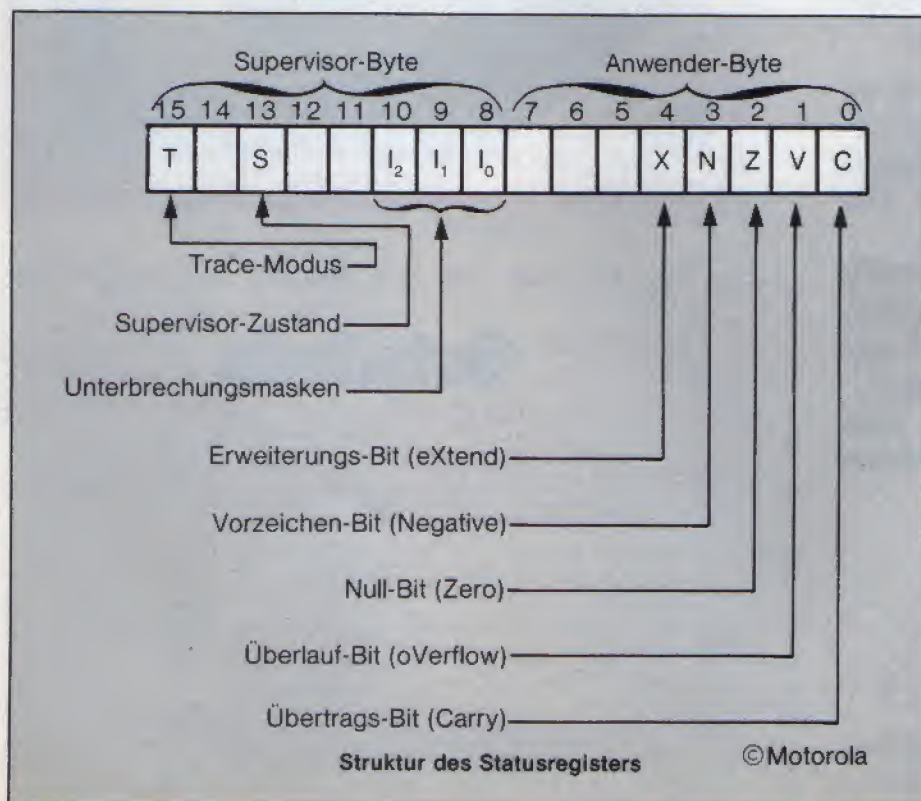 Supervisor-Byte Anwender-Byte
15 14 13 12 11 10 9 8 7 6 5 4 3 2 1 0
T S I₂ I₁ I₀ X N Z V C
Trace-Modus
Supervisor-Zustand
Unterbrechungsmasken
Erweiterungs-Bit (eXtend)
Vorzeichen-Bit (Negative)
Null-Bit (Zero)
Überlauf-Bit (oVerflow)
Übertrags-Bit (Carry)
Struktur des Statusregisters ©Motorola